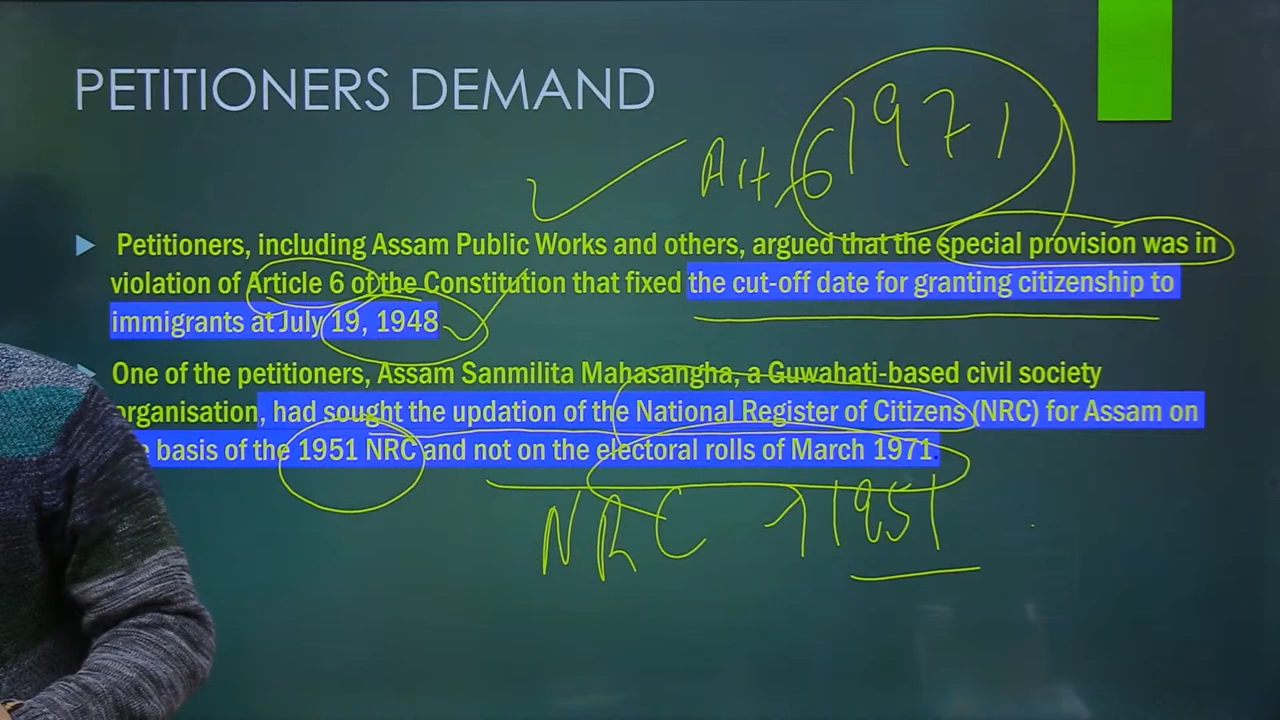 PETITIONERS DEMAND
1971
Art. 6
Petitioners, including Assam Public Works and others, argued that the special provision was in
violation of Article 6 of the Constitution that fixed the cut-off date for granting citizenship to
immigrants at July 19, 1948
One of the petitioners, Assam Sanmilita Mahasangha, a Guwahati-based civil society
organisation, had sought the updation of the National Register of Citizens (NRC) for Assam on
basis of the 1951 NRC and not on the electoral rolls of March 1971.
NRC → 1951